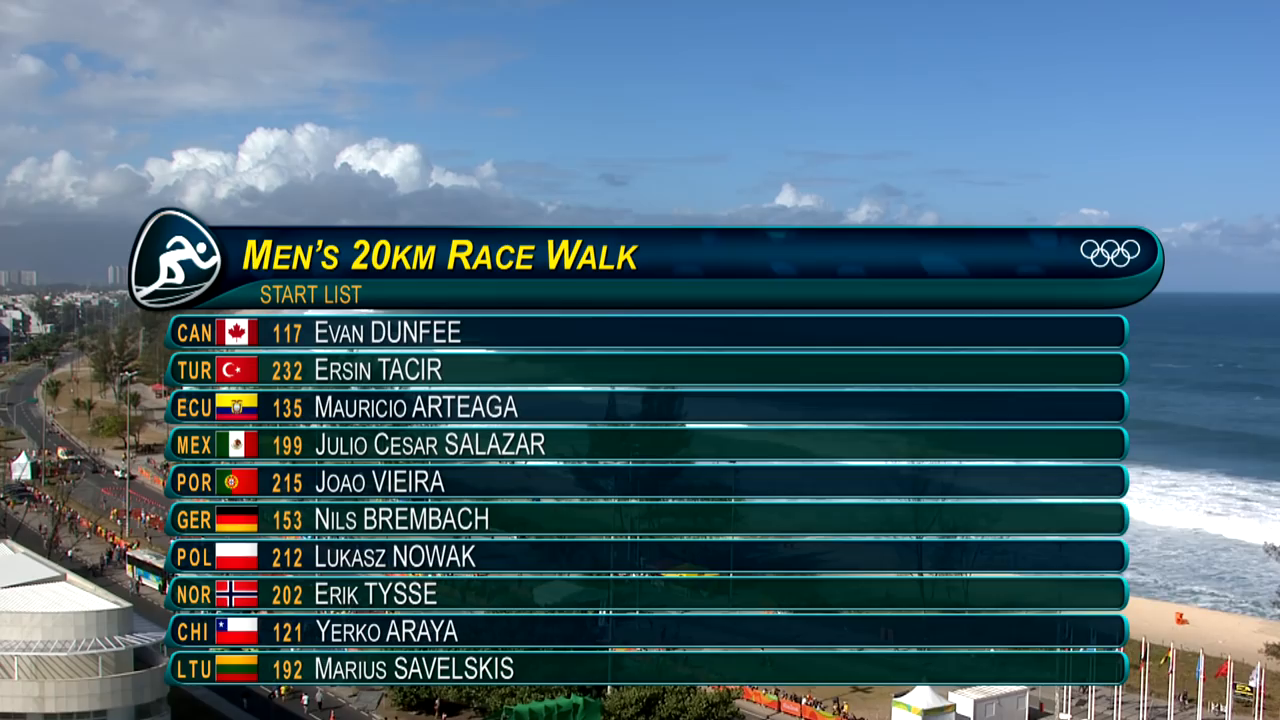 MEN'S 20KM RACE WALK
START LIST
CAN 117 EVAN DUNFEE
TUR 232 ERSIN TACIR
ECU 135 MAURICIO ARTEAGA
MEX 199 JULIO CESAR SALAZAR
POR 215 JOAO VIEIRA
GER 153 NILS BREMBACH
POL 212 LUKASZ NOWAK
NOR 202 ERIK TYSSE
CHI 121 YERKO ARAYA
LTU 192 MARIUS SAVELSKIS